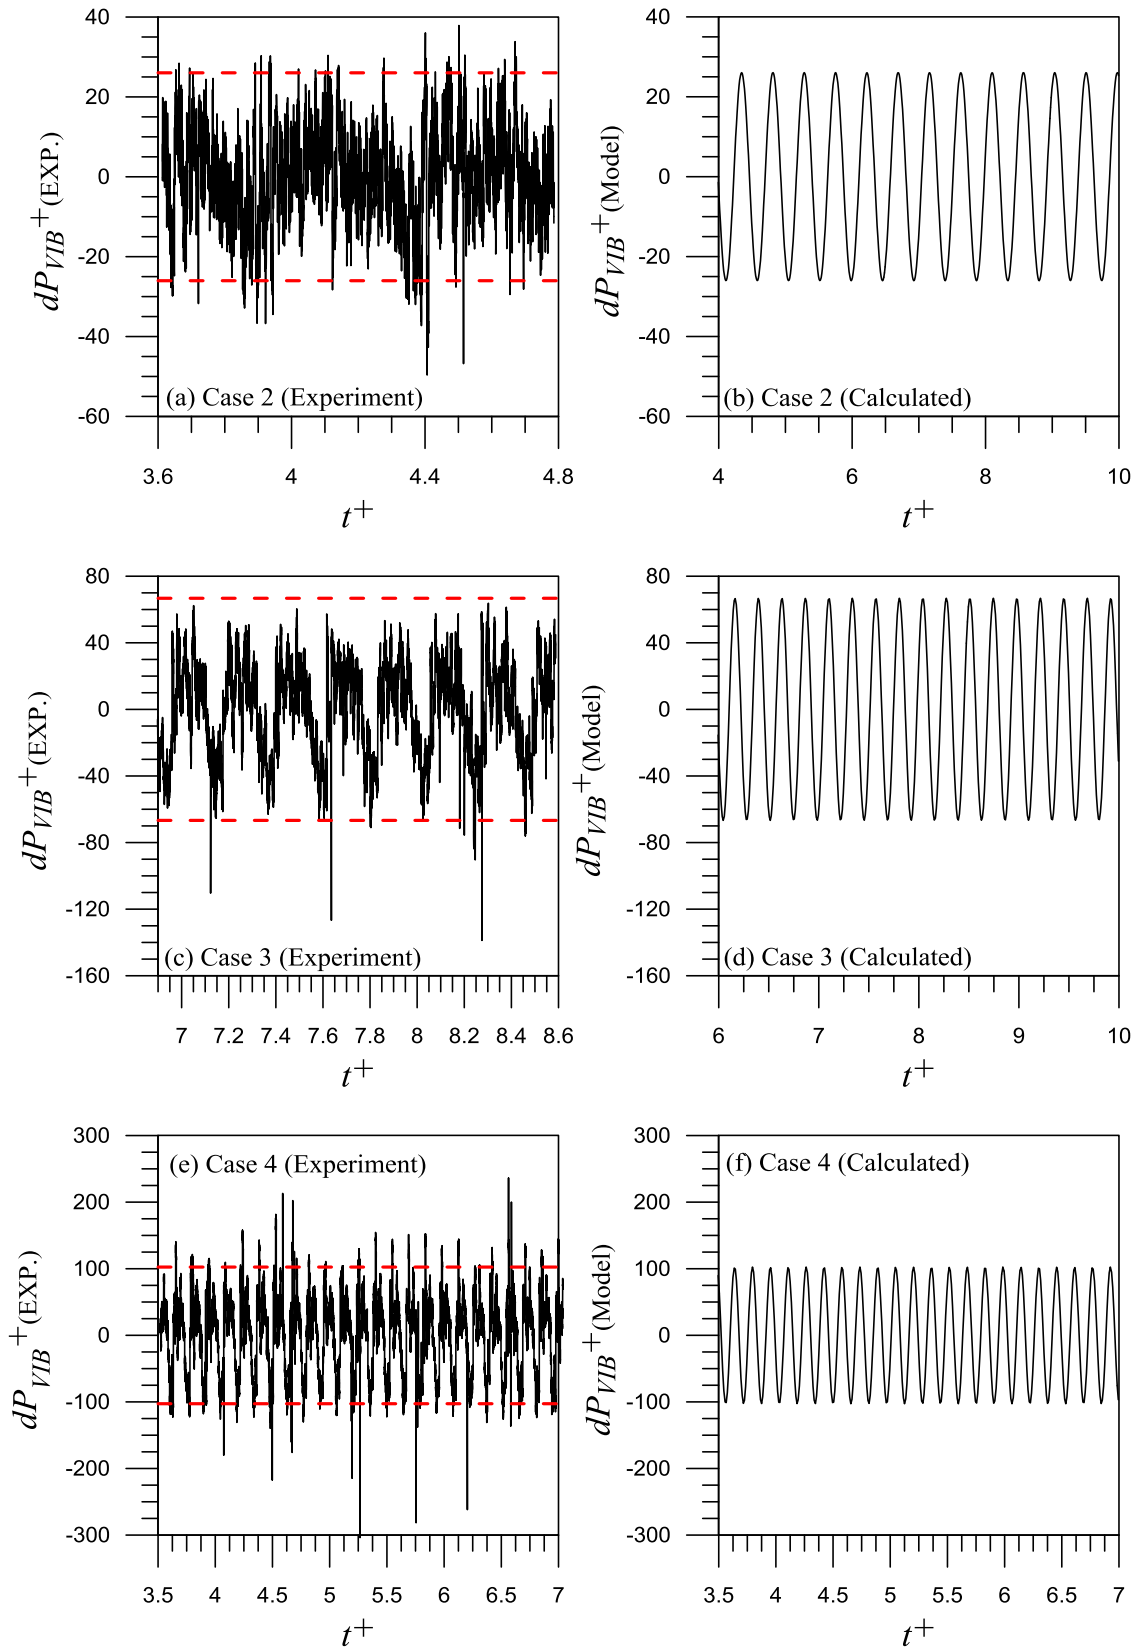 40
20
0
-20
-40
-60
dP_VIB^+(EXP.)
(a) Case 2 (Experiment)
3.6 4 4.4 4.8
t^+
40
20
0
-20
-40
-60
dP_VIB^+(Model)
(b) Case 2 (Calculated)
4 6 8 10
t^+
80
40
0
-40
-80
-120
-160
dP_VIB^+(EXP.)
(c) Case 3 (Experiment)
7 7.2 7.4 7.6 7.8 8 8.2 8.4 8.6
t^+
80
40
0
-40
-80
-120
-160
dP_VIB^+(Model)
(d) Case 3 (Calculated)
6 7 8 9 10
t^+
300
200
100
0
-100
-200
-300
dP_VIB^+(EXP.)
(e) Case 4 (Experiment)
3.5 4 4.5 5 5.5 6 6.5 7
t^+
300
200
100
0
-100
-200
-300
dP_VIB^+(Model)
(f) Case 4 (Calculated)
3.5 4 4.5 5 5.5 6 6.5 7
t^+